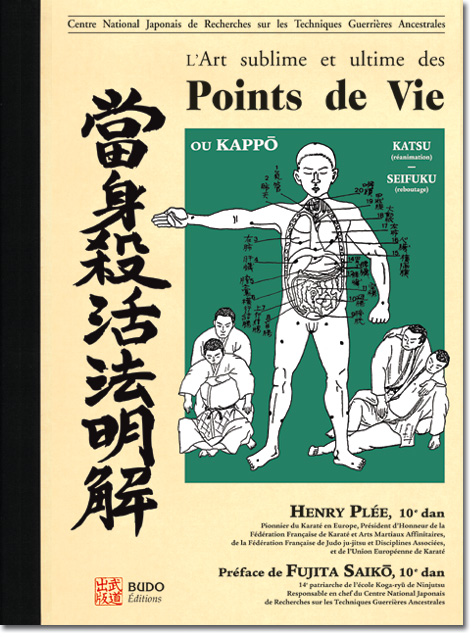 Centre National Japonais de Recherches sur les Techniques Guerrières Ancestrales
L'Art sublime et ultime des
Points de Vie
當身殺活法明解
OU KAPPŌ
KATSU
(réanimation)
–
SEIFUKU
(reboutage)
HENRY PLÉE, 10e dan
Pionnier du Karaté en Europe, Président d'Honneur de la
Fédération Française de Karaté et Arts Martiaux Affinitaires,
de la Fédération Française de Judo ju-jitsu et Disciplines Associées,
et de l'Union Européenne de Karaté
Préface de FUJITA SAIKŌ, 10e dan
14e patriarche de l'école Koga-ryū de Ninjutsu
Responsable en chef du Centre National Japonais
de Recherches sur les Techniques Guerrières Ancestrales
武道
出版
BUDO
Éditions